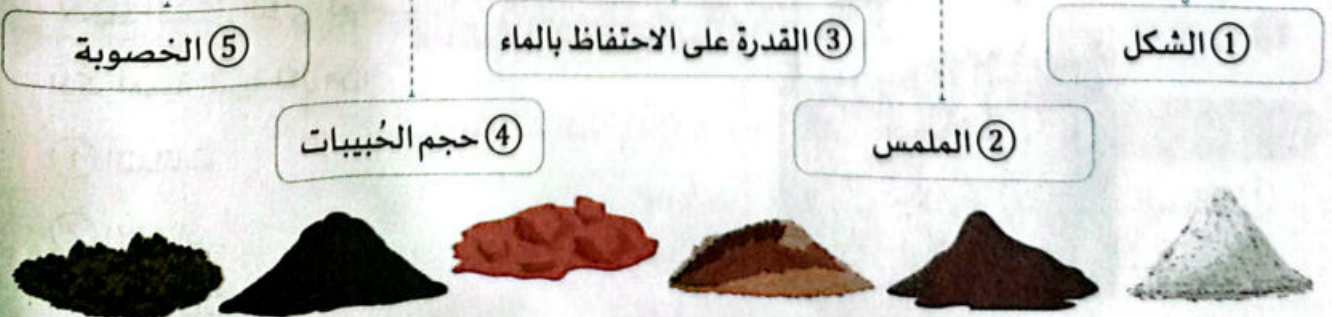 ① الشكل
② الملمس
③ القدرة على الاحتفاظ بالماء
④ حجم الحُبيبات
⑤ الخصوبة